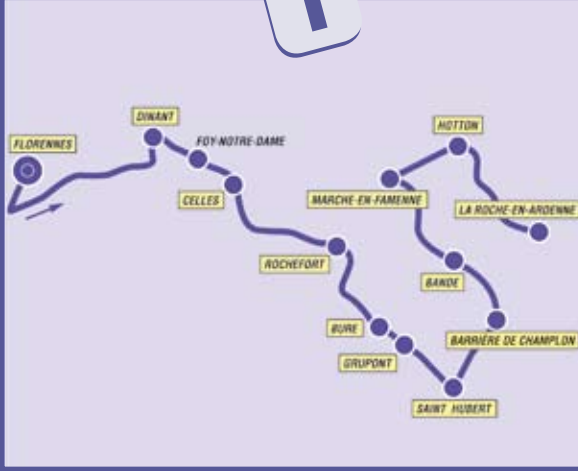 FLORENNES
DINANT
FOY-NOTRE-DAME
CELLES
ROCHEFORT
BURE
GRUPONT
SAINT HUBERT
BARRIÈRE DE CHAMPLON
BANDE
MARCHE-EN-FAMENNE
HOTTON
LA ROCHE-EN-ARDENNE